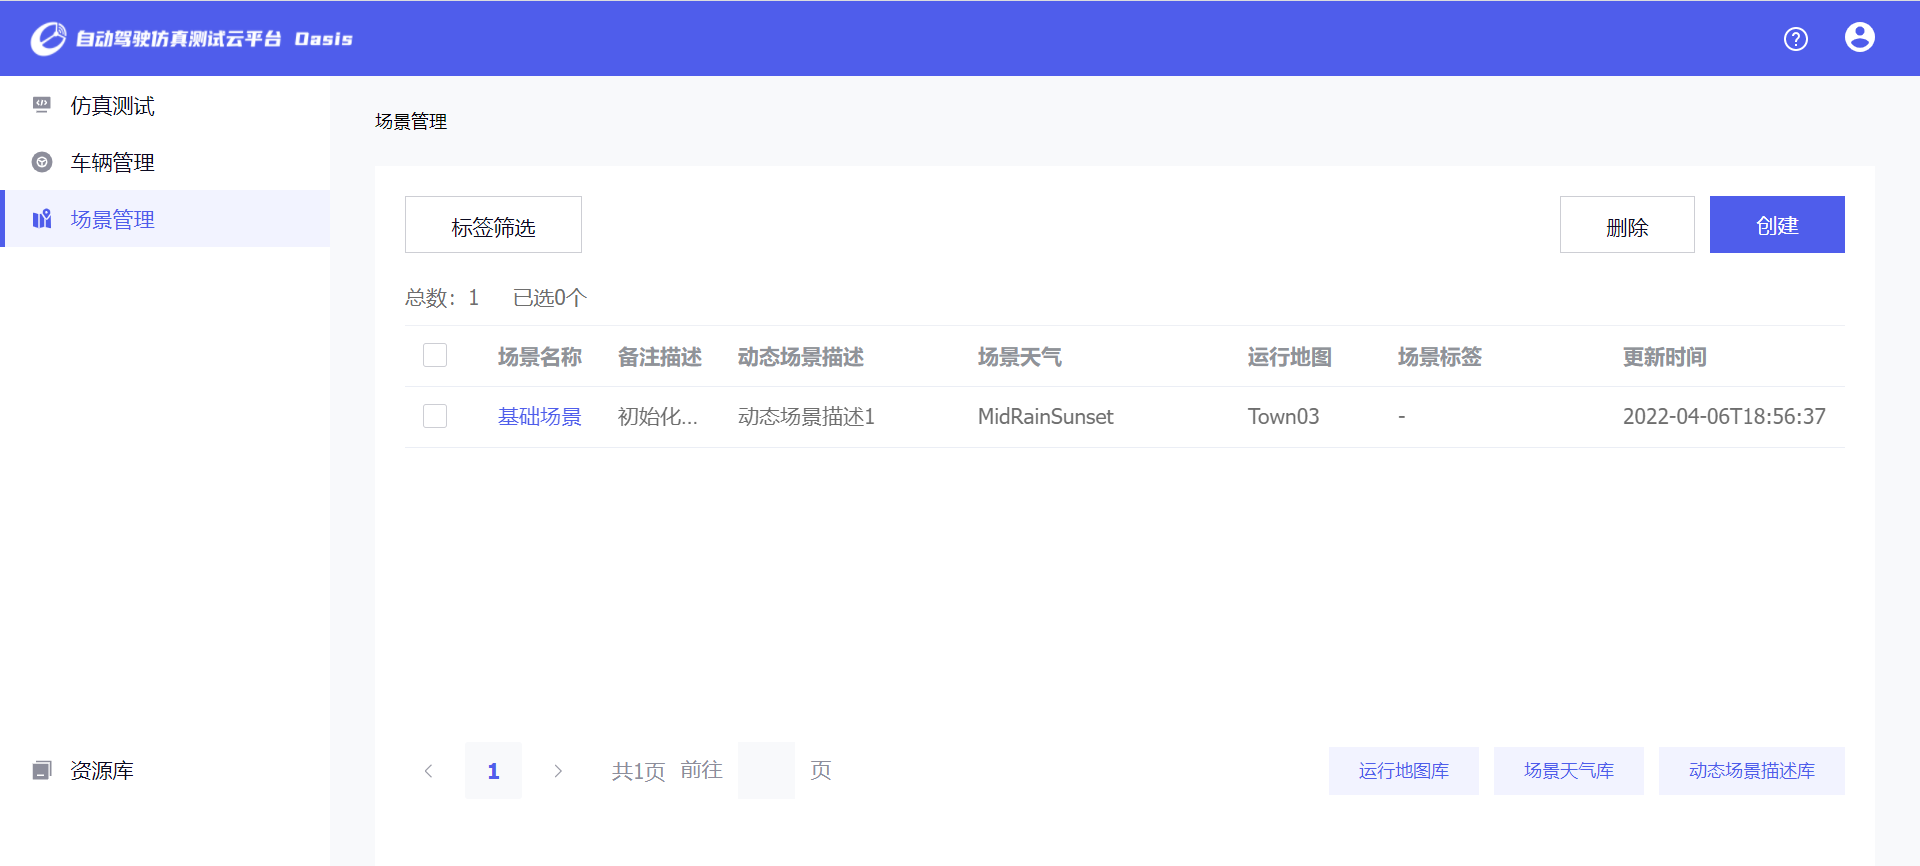 自动驾驶仿真测试云平台 Oasis
仿真测试
车辆管理
场景管理
资源库
场景管理
标签筛选
删除
创建
总数：1 已选0个
场景名称 备注描述 动态场景描述 场景天气 运行地图 场景标签 更新时间
基础场景 初始化... 动态场景描述1 MidRainSunset Town03 - 2022-04-06T18:56:37
1 共1页 前往 页
运行地图库 场景天气库 动态场景描述库